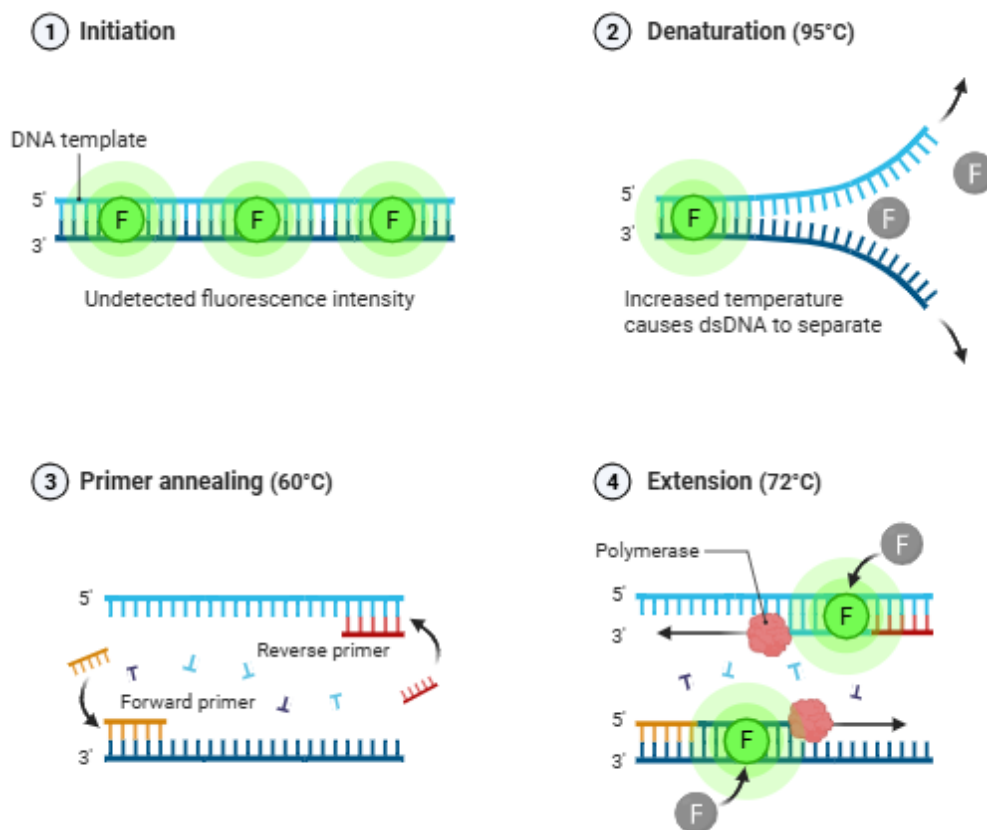 1 Initiation
DNA template
5'
3'
F
F
F
Undetected fluorescence intensity
2 Denaturation (95°C)
5'
3'
F
F
F
Increased temperature
causes dsDNA to separate
3 Primer annealing (60°C)
5'
Reverse primer
Forward primer
3'
4 Extension (72°C)
Polymerase
F
5'
3'
F
5'
3'
F
F